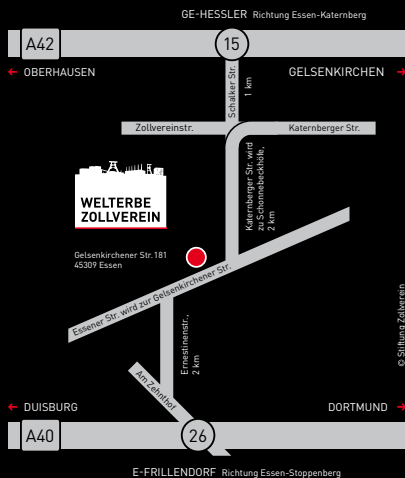 GE-HESSLER Richtung Essen-Katernberg
A42
15
← OBERHAUSEN
GELSENKIRCHEN →
Schalker Str.
1 km
Zollvereinstr.
Katernberger Str.
Katernberger Str. wird
zu Schonnebeckhöfe,
2 km
WELTERBE
ZOLLVEREIN
Gelsenkirchener Str. 181
45309 Essen
Essener Str. wird zur Gelsenkirchener Str.
Ernestinenstr.,
2 km
Am Zehnthof
© Stiftung Zollverein
← DUISBURG
DORTMUND →
A40
26
E-FRILLENDORF Richtung Essen-Stoppenberg